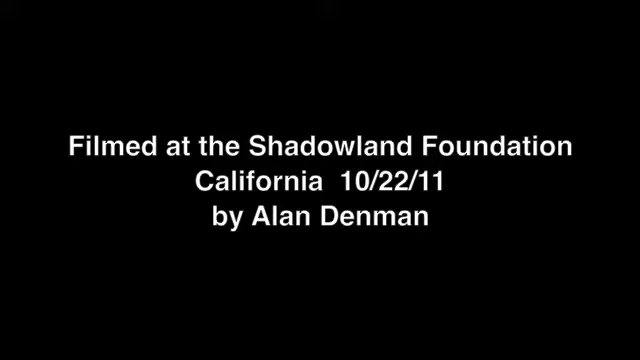 Filmed at the Shadowland Foundation
California  10/22/11
by Alan Denman